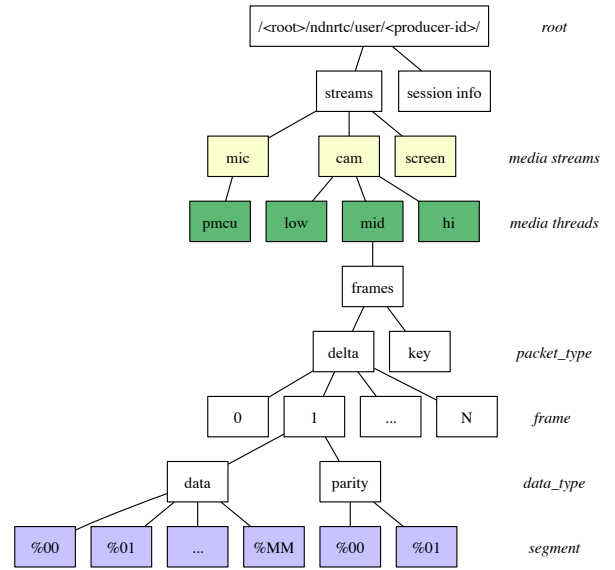 /<root>/ndnrtc/user/<producer-id>/ root
streams session info
mic cam screen media streams
pmcu low mid hi media threads
frames
delta key packet_type
0 1 ... N frame
data parity data_type
%00 %01 ... %MM %00 %01 segment